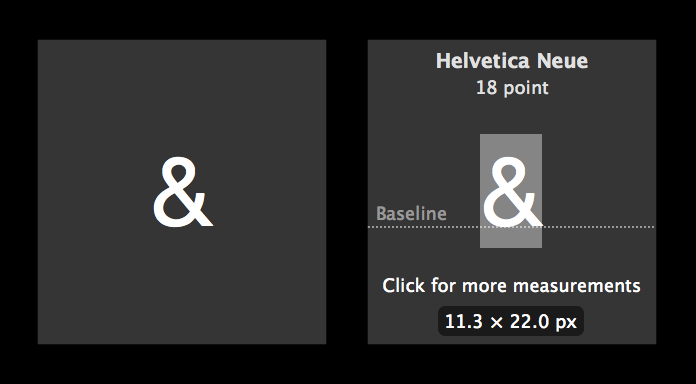 &
Helvetica Neue
18 point
&
Baseline
Click for more measurements
11.3 × 22.0 px